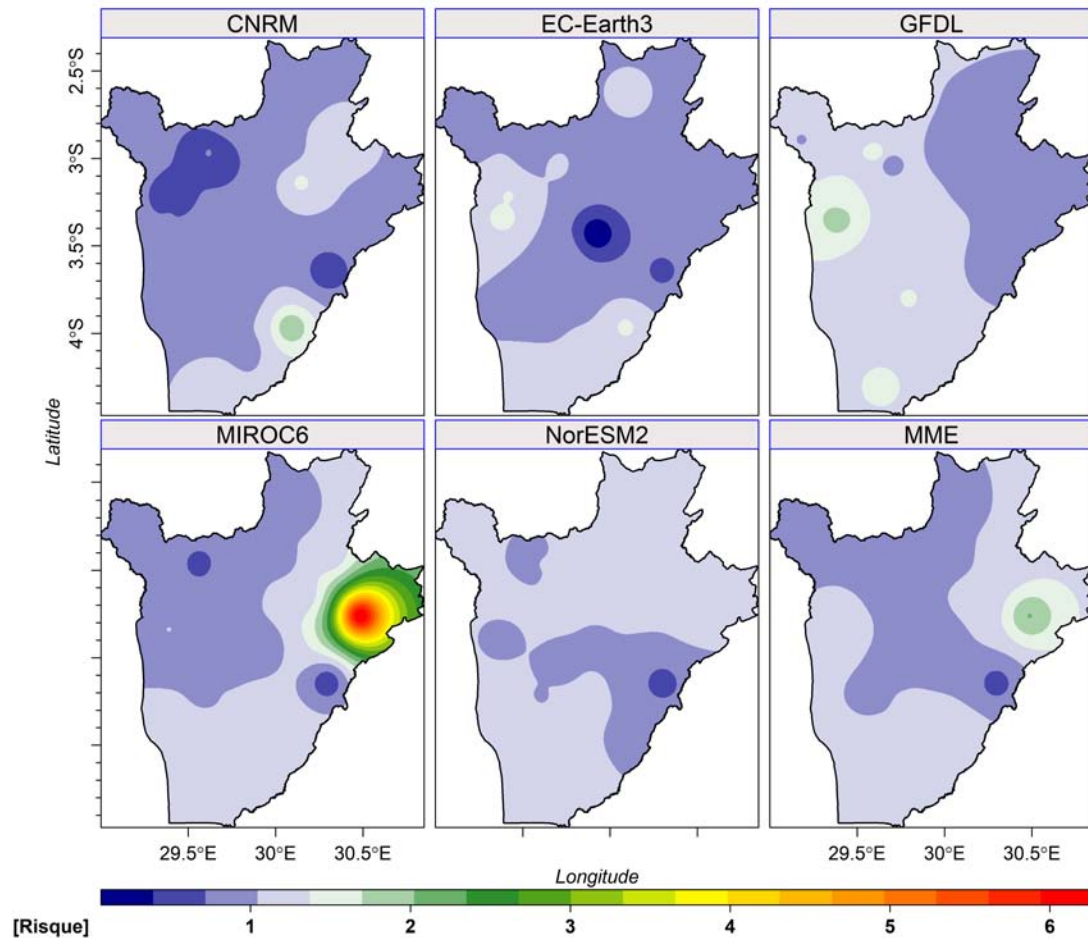 CNRM EC-Earth3 GFDL
2.5°S
3°S
3.5°S
4°S
Latitude
MIROC6 NorESM2 MME
29.5°E 30°E 30.5°E 29.5°E 30°E 30.5°E
Longitude
[Risque] 1 2 3 4 5 6